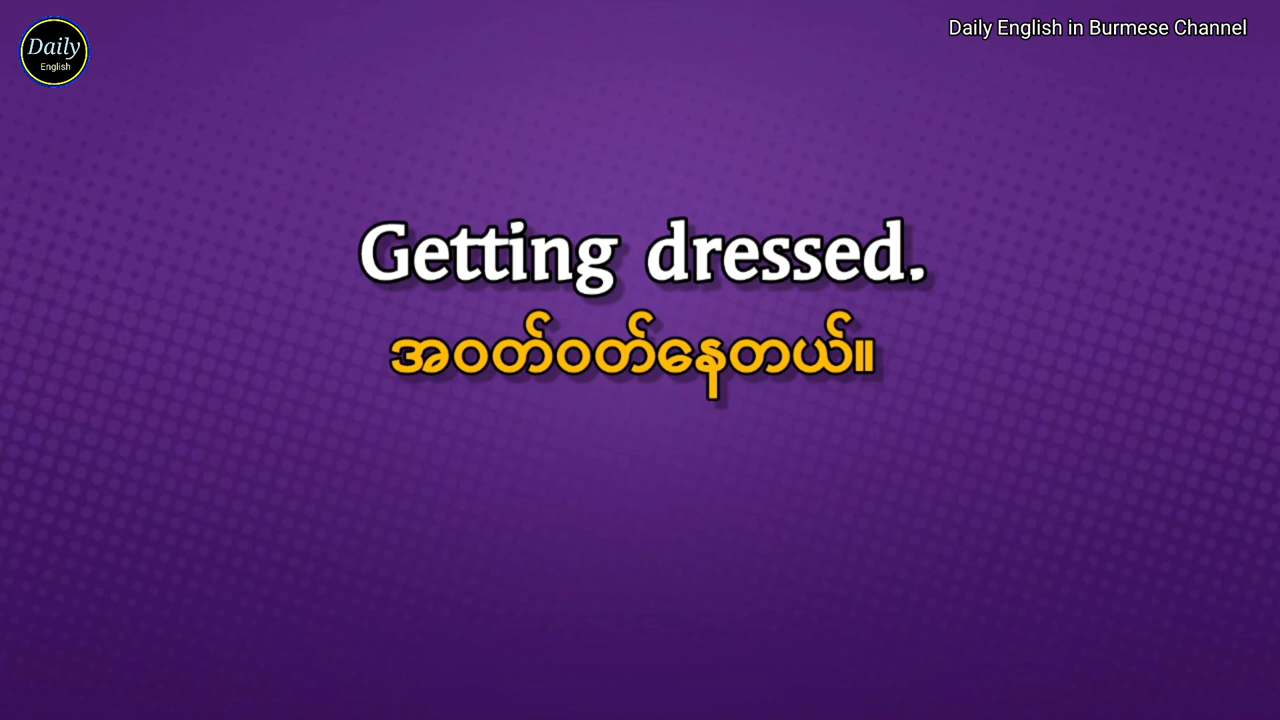 Daily
English
Daily English in Burmese Channel
Getting dressed.
အဝတ်ဝတ်နေတယ်။